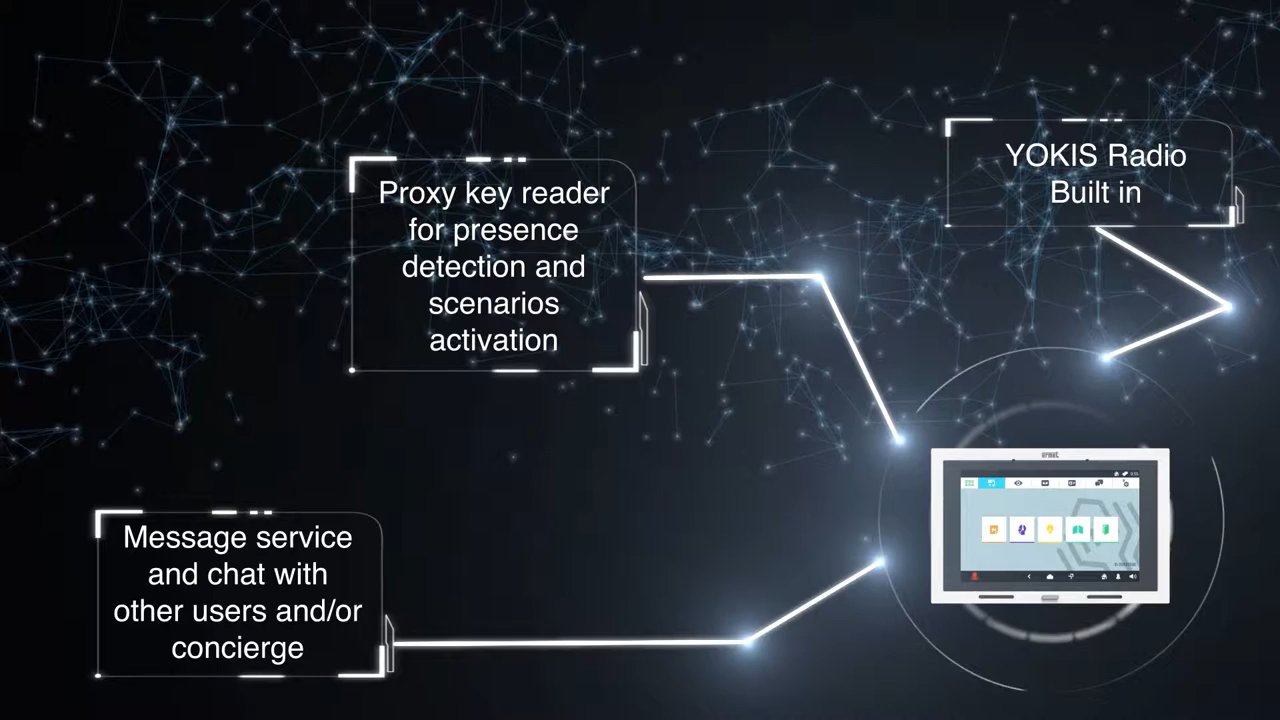 YOKIS Radio
Built in
Proxy key reader
for presence
detection and
scenarios
activation
Message service
and chat with
other users and/or
concierge
urmet